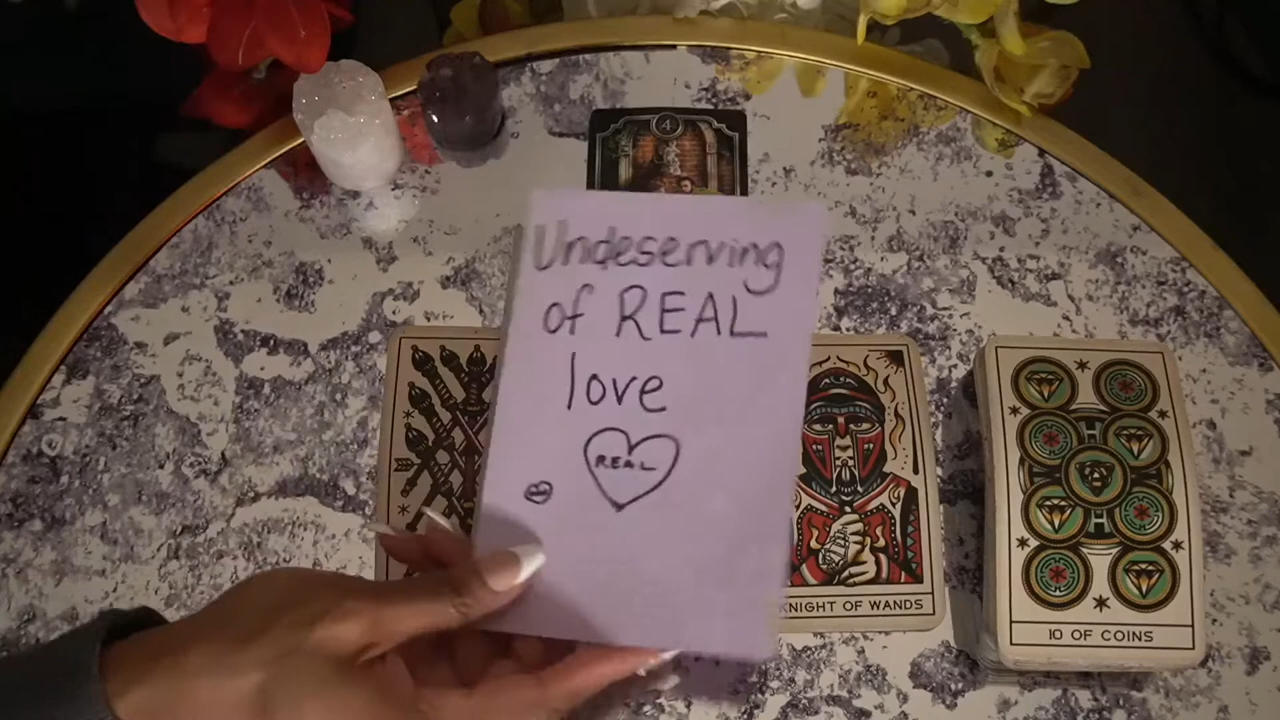 4
Undeserving
of REAL
love
REAL
KNIGHT OF WANDS
10 OF COINS